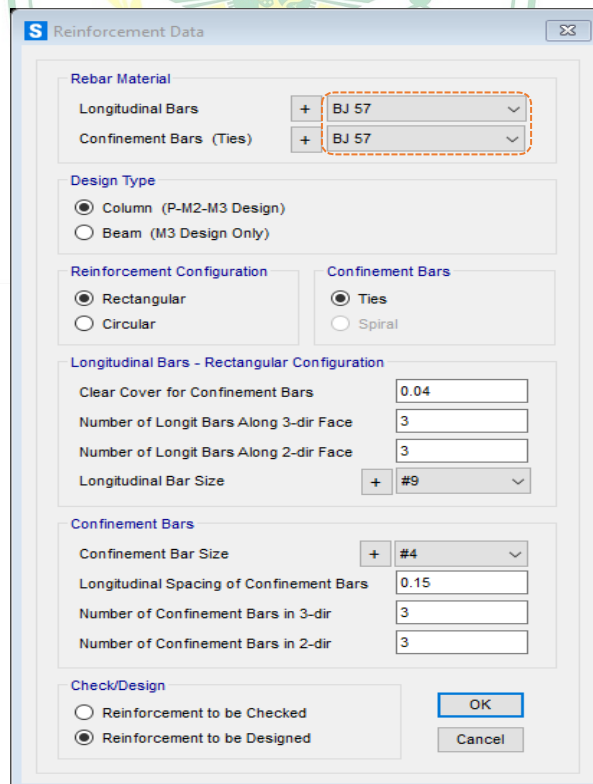 S Reinforcement Data
Rebar Material
Longitudinal Bars + BJ 57
Confinement Bars (Ties) + BJ 57
Design Type
Column (P-M2-M3 Design)
Beam (M3 Design Only)
Reinforcement Configuration
Rectangular
Circular
Confinement Bars
Ties
Spiral
Longitudinal Bars - Rectangular Configuration
Clear Cover for Confinement Bars 0.04
Number of Longit Bars Along 3-dir Face 3
Number of Longit Bars Along 2-dir Face 3
Longitudinal Bar Size + #9
Confinement Bars
Confinement Bar Size + #4
Longitudinal Spacing of Confinement Bars 0.15
Number of Confinement Bars in 3-dir 3
Number of Confinement Bars in 2-dir 3
Check/Design
Reinforcement to be Checked
Reinforcement to be Designed
OK
Cancel